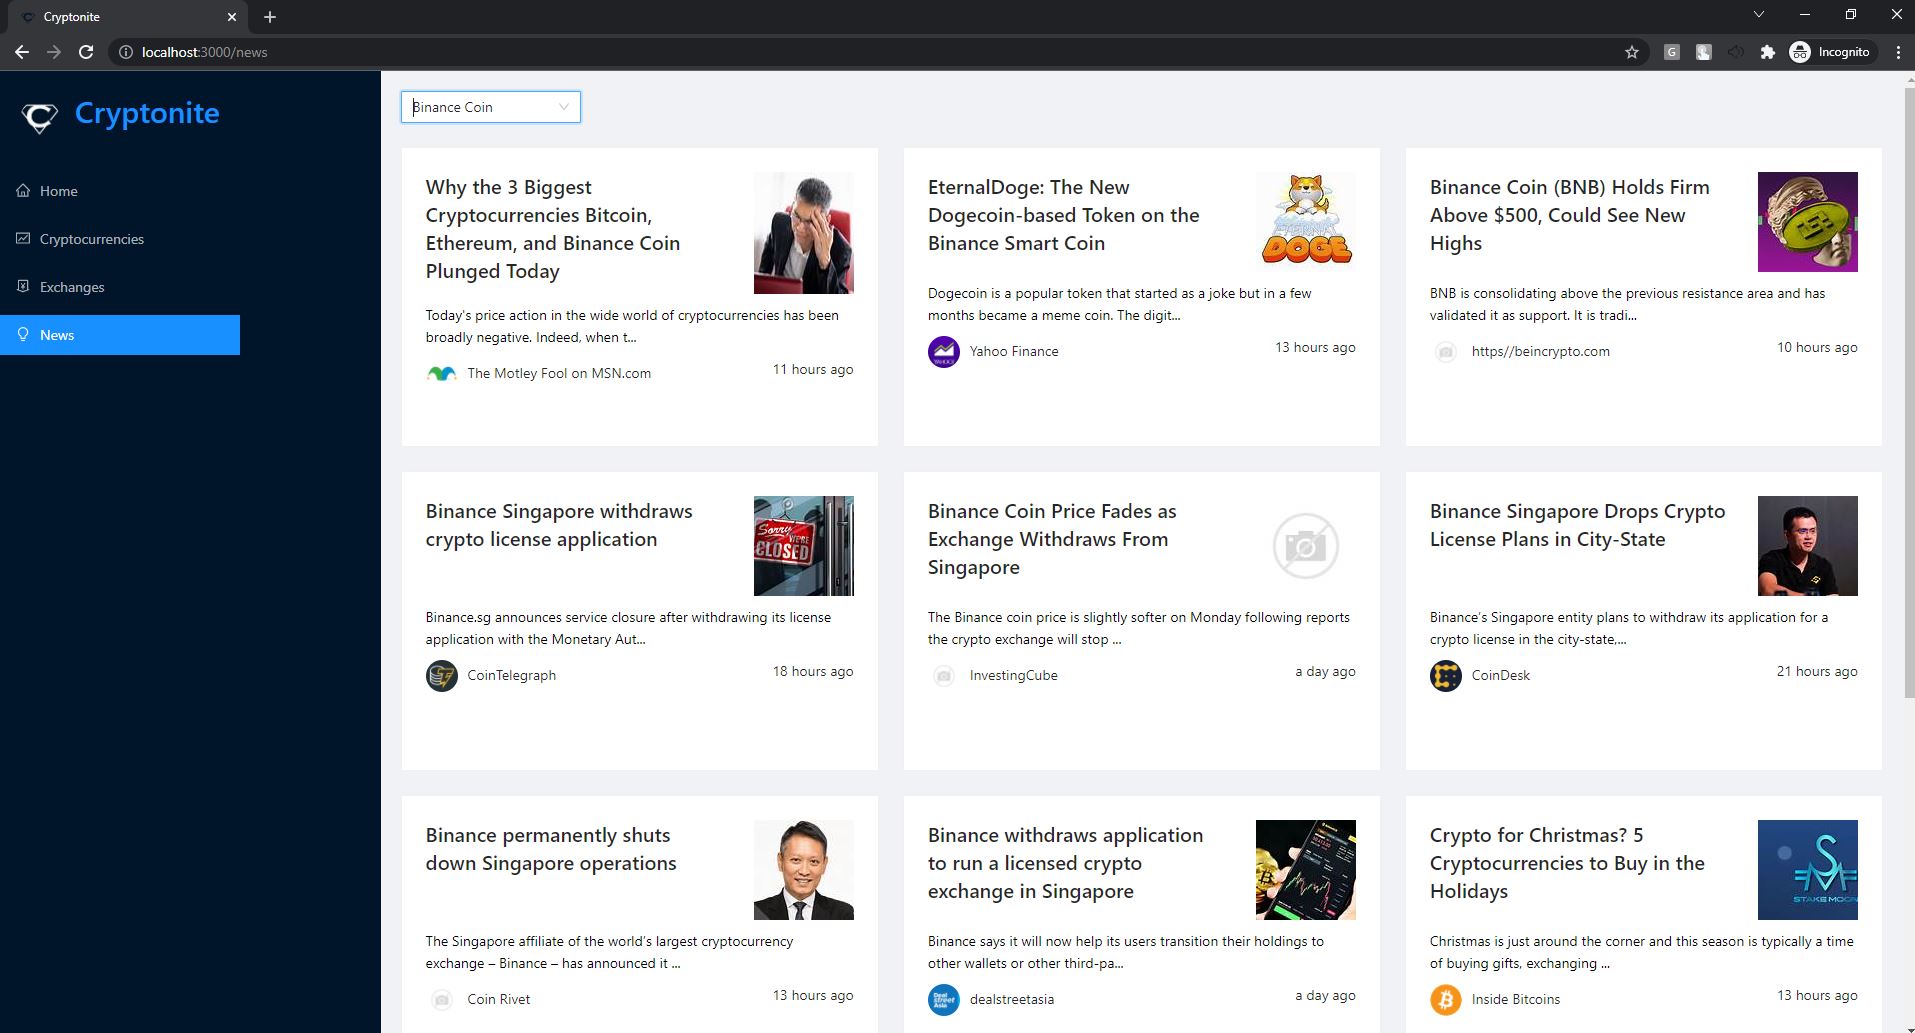 Cryptonite
localhost:3000/news
G
Incognito
Cryptonite
Home
Cryptocurrencies
Exchanges
News
Binance Coin
Why the 3 Biggest
Cryptocurrencies Bitcoin,
Ethereum, and Binance Coin
Plunged Today
Today's price action in the wide world of cryptocurrencies has been
broadly negative. Indeed, when t...
The Motley Fool on MSN.com
11 hours ago
EternalDoge: The New
Dogecoin-based Token on the
Binance Smart Coin
ETERNAL
DOGE
Dogecoin is a popular token that started as a joke but in a few
months became a meme coin. The digit...
YAHOO!
Yahoo Finance
13 hours ago
Binance Coin (BNB) Holds Firm
Above $500, Could See New
Highs
BNB is consolidating above the previous resistance area and has
validated it as support. It is tradi...
https//beincrypto.com
10 hours ago
Binance Singapore withdraws
crypto license application
Sorry
WE'RE
CLOSED
Binance.sg announces service closure after withdrawing its license
application with the Monetary Aut...
CoinTelegraph
18 hours ago
Binance Coin Price Fades as
Exchange Withdraws From
Singapore
The Binance coin price is slightly softer on Monday following reports
the crypto exchange will stop ...
InvestingCube
a day ago
Binance Singapore Drops Crypto
License Plans in City-State
Binance’s Singapore entity plans to withdraw its application for a
crypto license in the city-state,...
CoinDesk
21 hours ago
Binance permanently shuts
down Singapore operations
The Singapore affiliate of the world’s largest cryptocurrency
exchange – Binance – has announced it ...
Coin Rivet
13 hours ago
Binance withdraws application
to run a licensed crypto
exchange in Singapore
Binance says it will now help its users transition their holdings to
other wallets or other third-pa...
Deal
street
Asia
dealstreetasia
a day ago
Crypto for Christmas? 5
Cryptocurrencies to Buy in the
Holidays
STAKE MOON
Christmas is just around the corner and this season is typically a time
of buying gifts, exchanging ...
Inside Bitcoins
13 hours ago